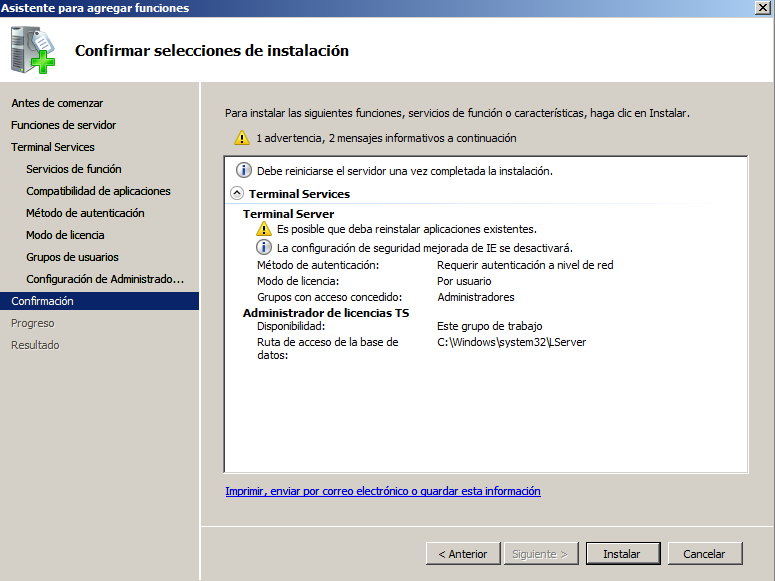 Asistente para agregar funciones
Confirmar selecciones de instalación
Antes de comenzar
Funciones de servidor
Terminal Services
Servicios de función
Compatibilidad de aplicaciones
Método de autenticación
Modo de licencia
Grupos de usuarios
Configuración de Administrado...
Confirmación
Progreso
Resultado
Para instalar las siguientes funciones, servicios de función o características, haga clic en Instalar.
1 advertencia, 2 mensajes informativos a continuación
Debe reiniciarse el servidor una vez completada la instalación.
Terminal Services
Terminal Server
Es posible que deba reinstalar aplicaciones existentes.
La configuración de seguridad mejorada de IE se desactivará.
Método de autenticación: Requerir autenticación a nivel de red
Modo de licencia: Por usuario
Grupos con acceso concedido: Administradores
Administrador de licencias TS
Disponibilidad: Este grupo de trabajo
Ruta de acceso de la base de C:\Windows\system32\LServer
datos:
Imprimir, enviar por correo electrónico o guardar esta información
< Anterior Siguiente > Instalar Cancelar